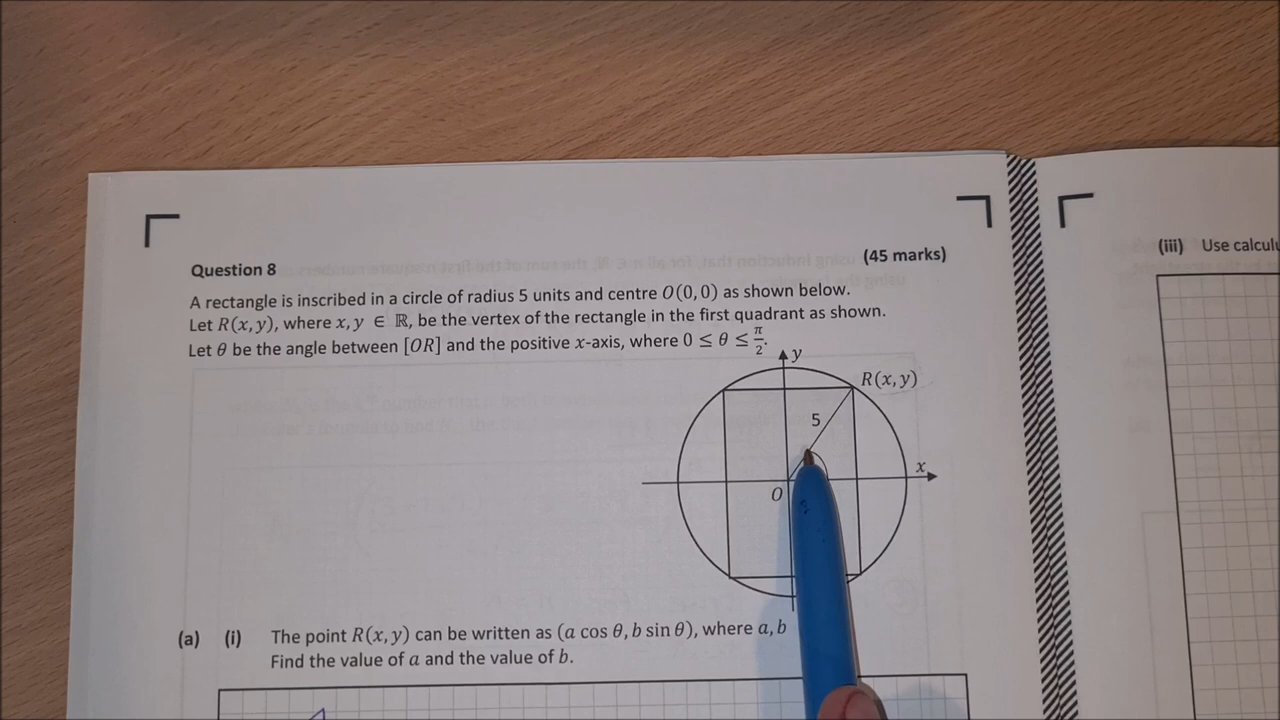 Question 8
(45 marks)
A rectangle is inscribed in a circle of radius 5 units and centre O(0, 0) as shown below.
Let R(x, y), where x, y ∈ ℝ, be the vertex of the rectangle in the first quadrant as shown.
Let θ be the angle between [OR] and the positive x-axis, where 0 ≤ θ ≤ π/2.
y
R(x, y)
5
x
O
(a) (i) The point R(x, y) can be written as (a cos θ, b sin θ), where a, b
Find the value of a and the value of b.
(iii) Use